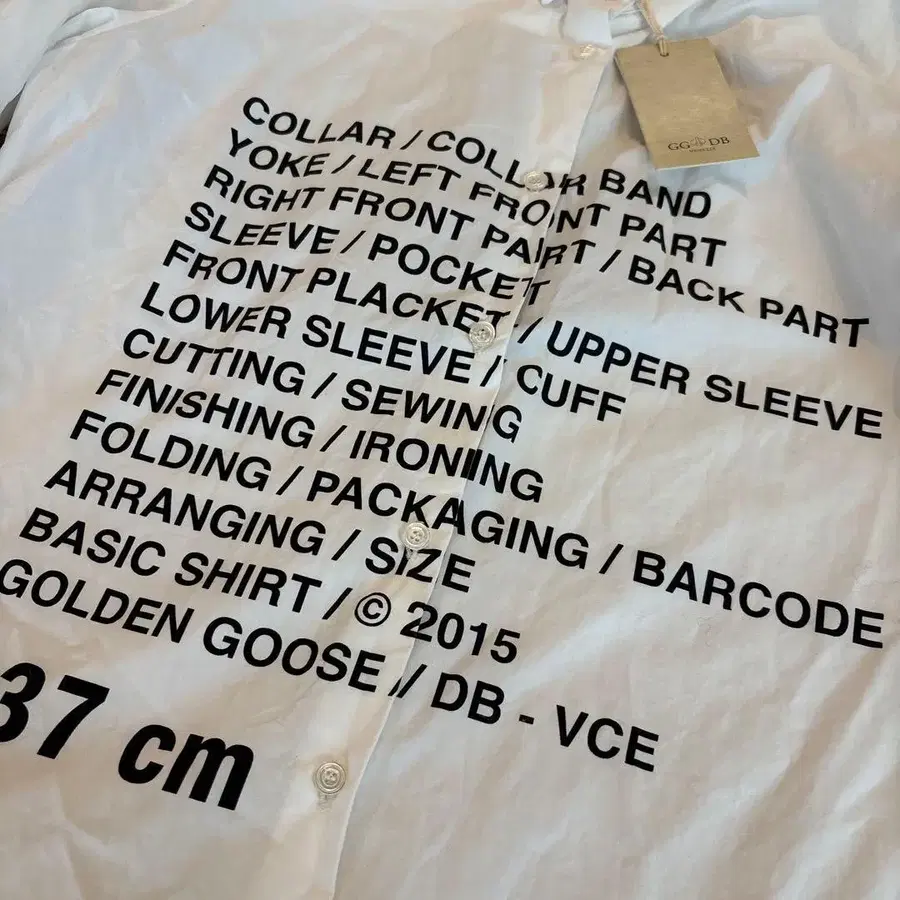 COLLAR / COLLAR BAND
YOKE / LEFT FRONT PART
RIGHT FRONT PART / BACK PART
SLEEVE / POCKET
FRONT PLACKET / UPPER SLEEVE
LOWER SLEEVE / CUFF
CUTTING / SEWING
FINISHING / IRONING
FOLDING / PACKAGING / BARCODE
ARRANGING / SIZE
BASIC SHIRT / © 2015
GOLDEN GOOSE // DB - VCE
37 cm
GG DB